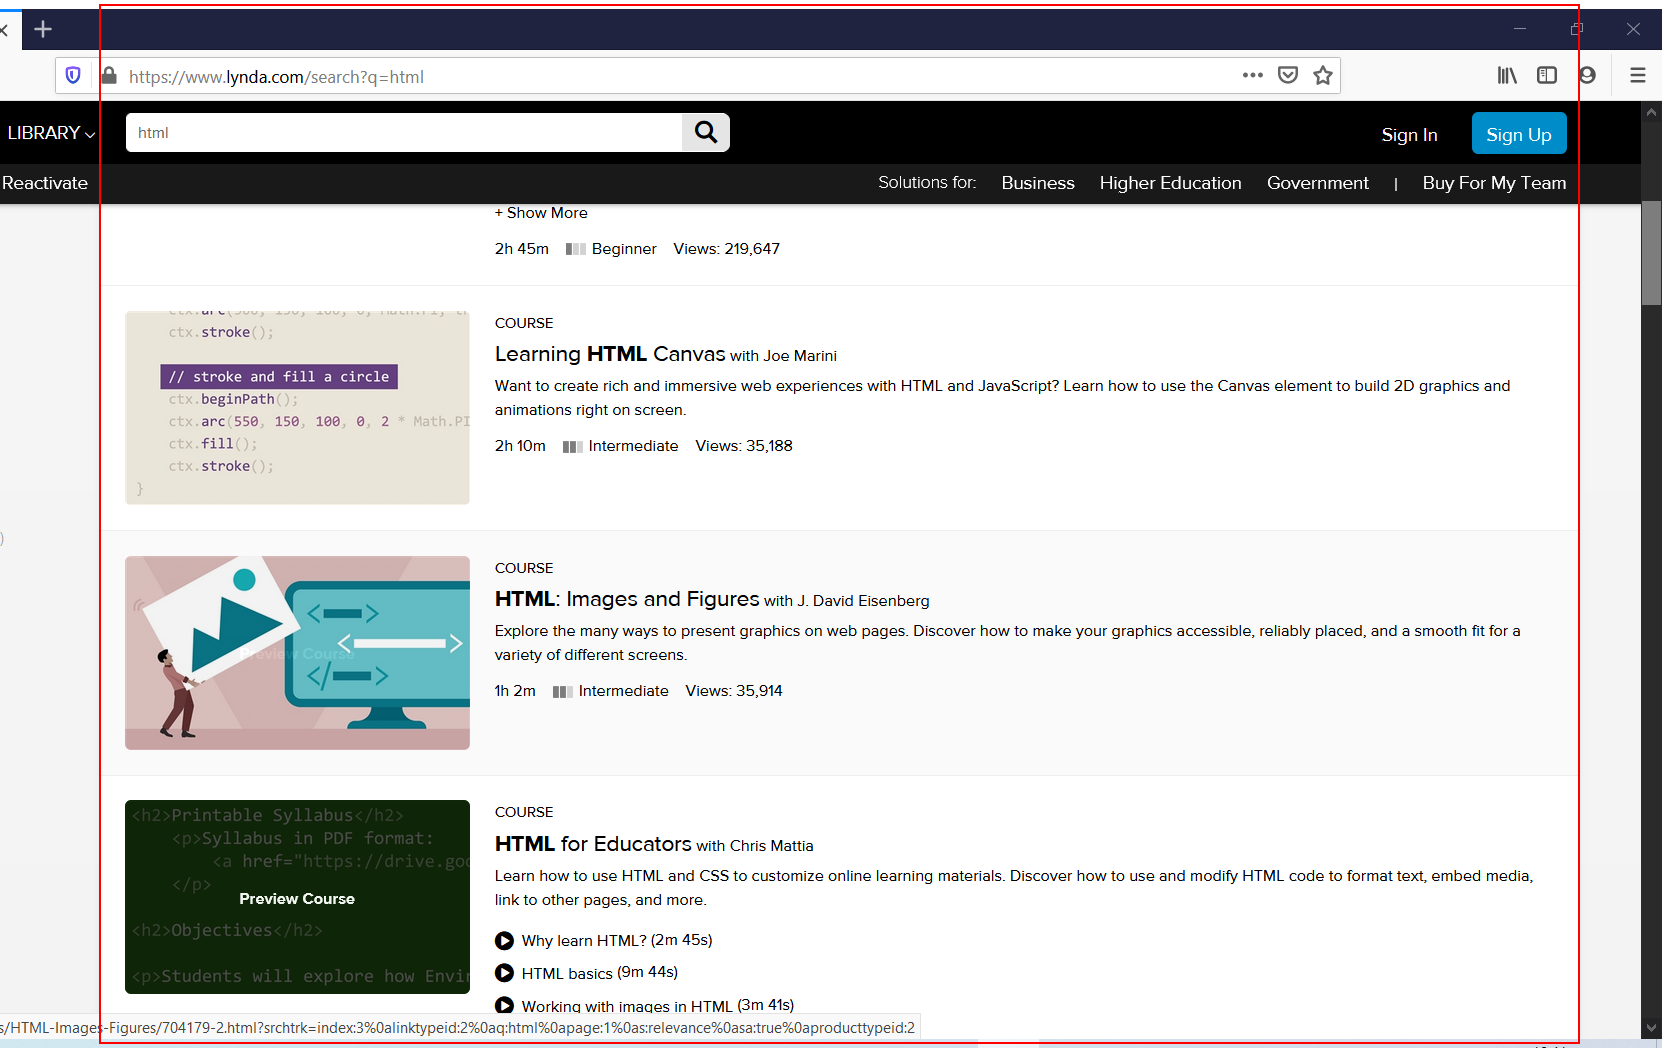 https://www.lynda.com/search?q=html
LIBRARY
html
Sign In
Sign Up
Reactivate
Solutions for:
Business
Higher Education
Government
|
Buy For My Team
+ Show More
2h 45m Beginner Views: 219,647
ctx.stroke();
// stroke and fill a circle
ctx.beginPath();
ctx.arc(550, 150, 100, 0, 2 * Math.PI
ctx.fill();
ctx.stroke();
}
COURSE
Learning HTML Canvas with Joe Marini
Want to create rich and immersive web experiences with HTML and JavaScript? Learn how to use the Canvas element to build 2D graphics and
animations right on screen.
2h 10m Intermediate Views: 35,188
)
Preview Course
COURSE
HTML: Images and Figures with J. David Eisenberg
Explore the many ways to present graphics on web pages. Discover how to make your graphics accessible, reliably placed, and a smooth fit for a
variety of different screens.
1h 2m Intermediate Views: 35,914
<h2>Printable Syllabus</h2>
<p>Syllabus in PDF format:
<a href="https://drive.goo
</p>
Preview Course
<h2>Objectives</h2>
<p>Students will explore how Envir
COURSE
HTML for Educators with Chris Mattia
Learn how to use HTML and CSS to customize online learning materials. Discover how to use and modify HTML code to format text, embed media,
link to other pages, and more.
Why learn HTML? (2m 45s)
HTML basics (9m 44s)
Working with images in HTML (3m 41s)
s/HTML-Images-Figures/704179-2.html?srchtrk=index:3%0alinktypeid:2%0aq:html%0apage:1%0as:relevance%0asa:true%0aproducttypeid:2